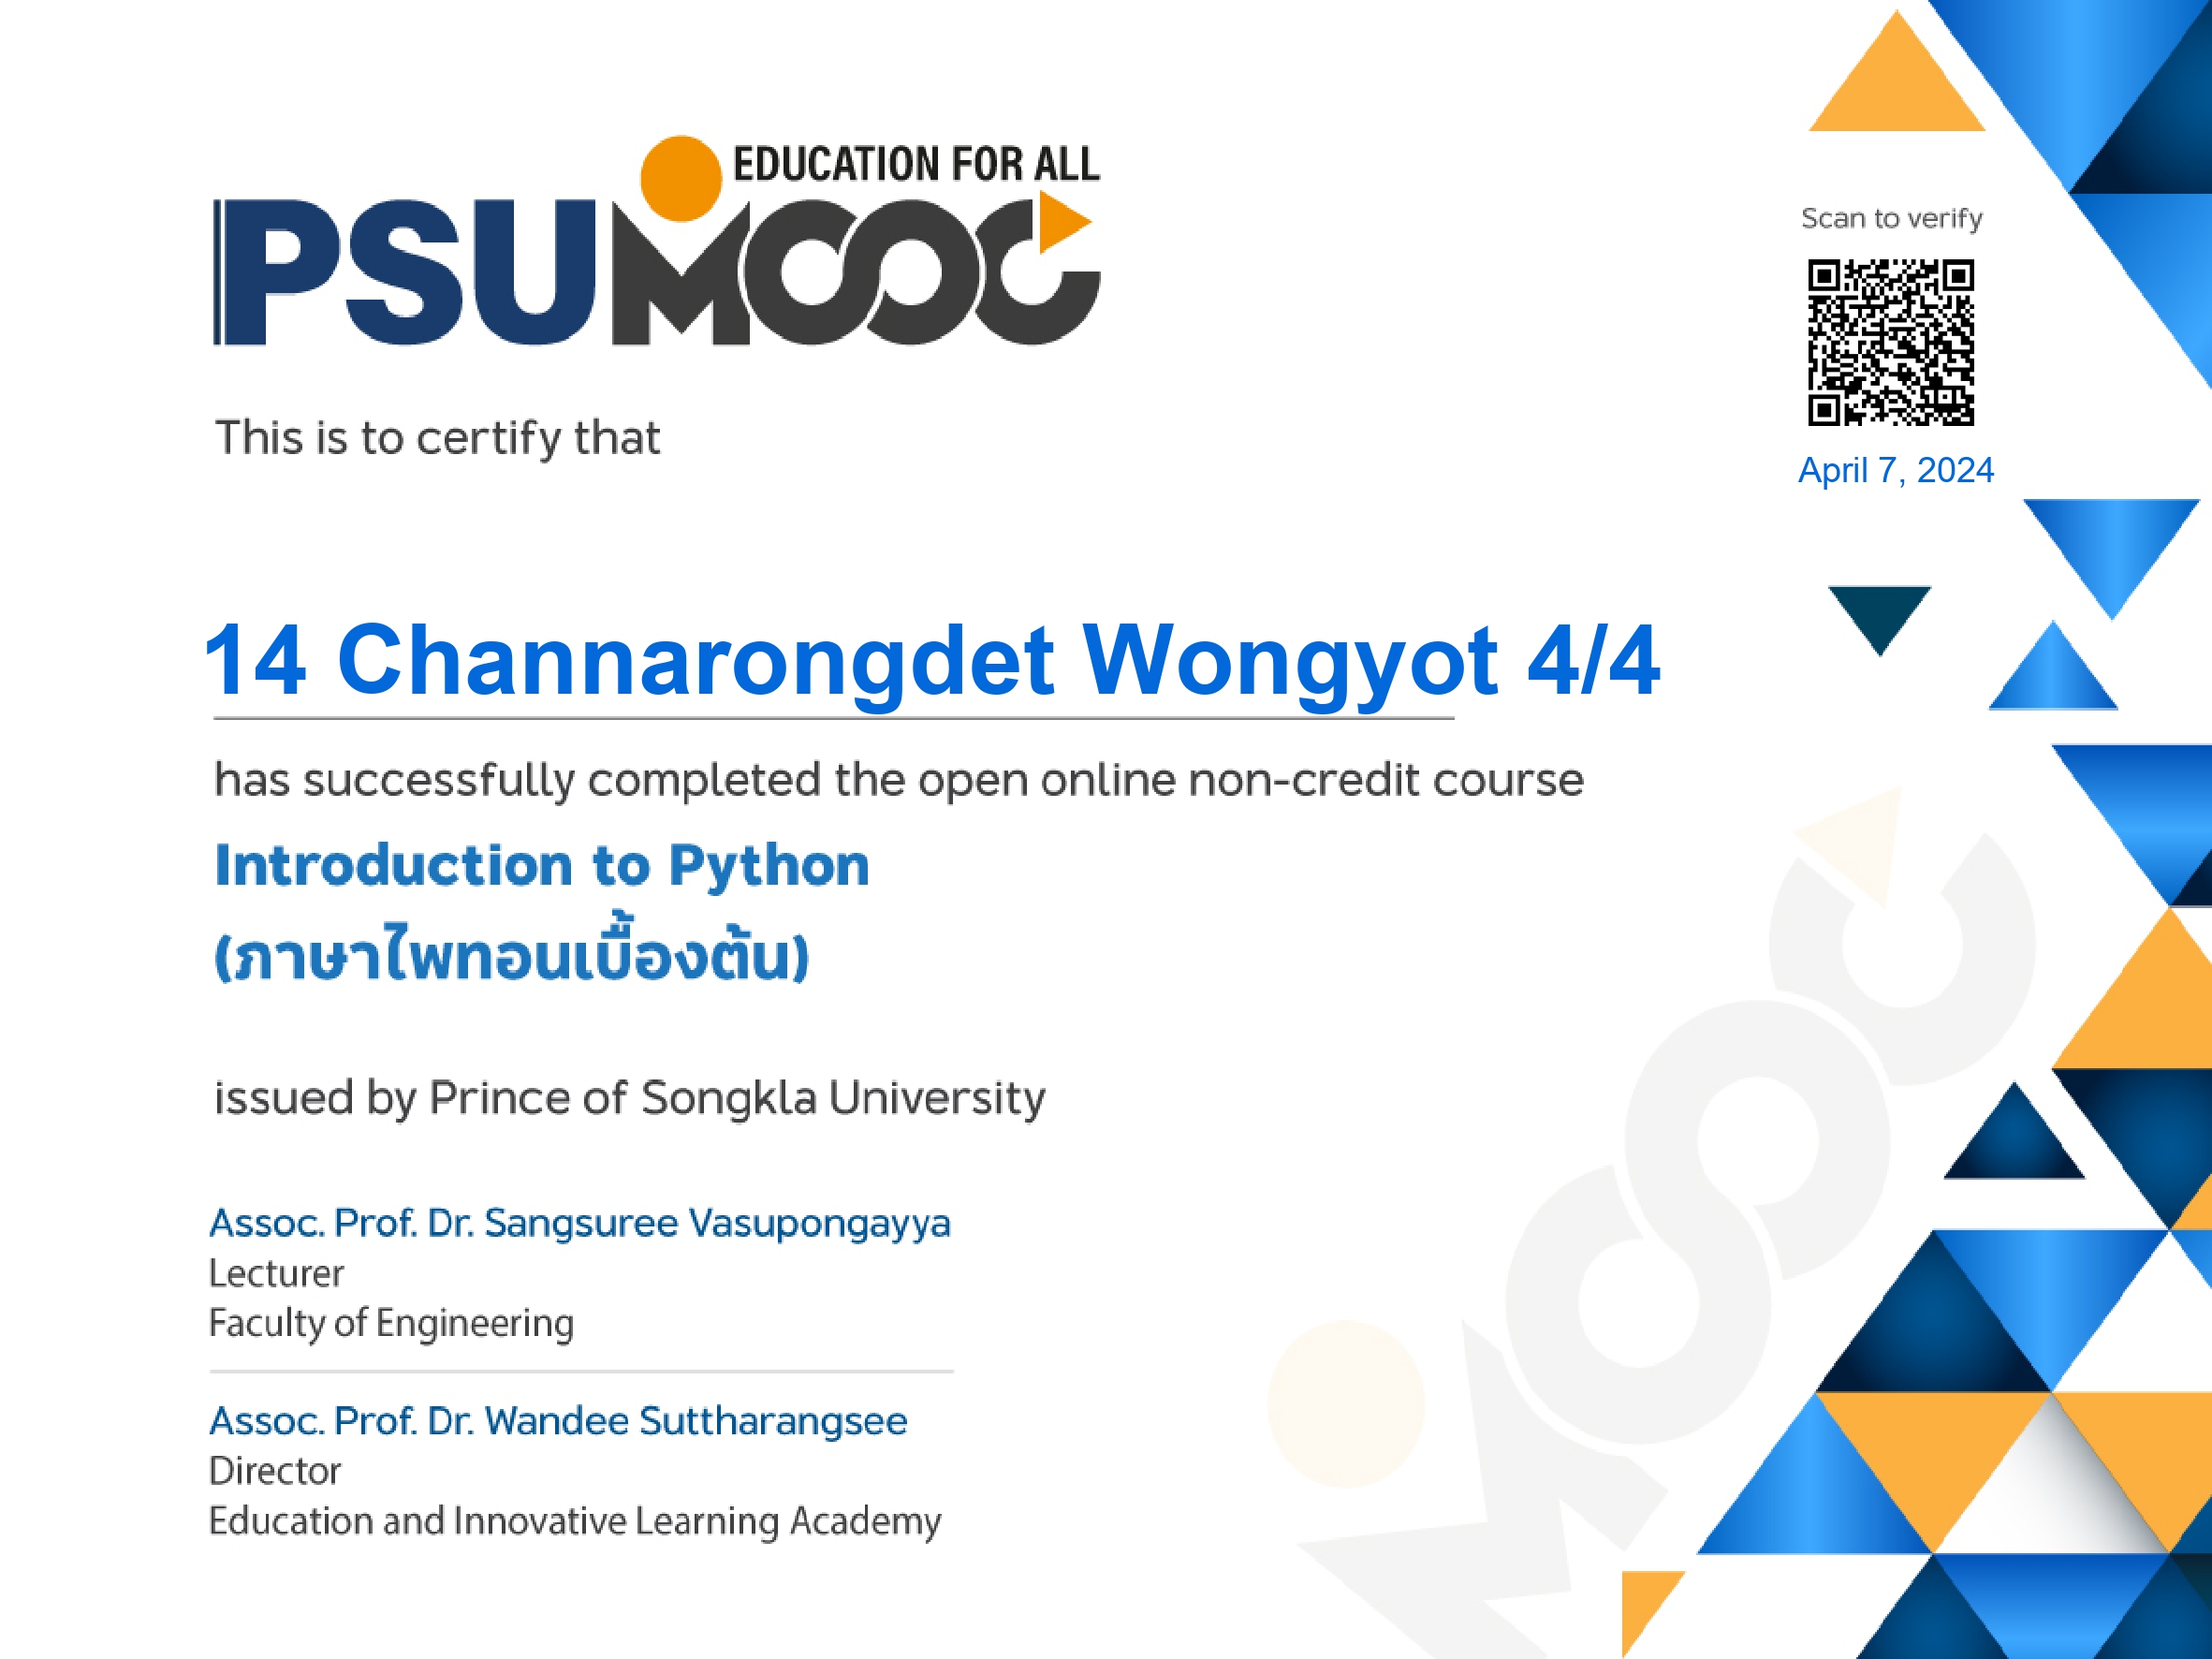 EDUCATION FOR ALL
PSUMOOC
Scan to verify
April 7, 2024
This is to certify that
14 Channarongdet Wongyot 4/4
has successfully completed the open online non-credit course
Introduction to Python
(ภาษาไพทอนเบื้องต้น)
issued by Prince of Songkla University
Assoc. Prof. Dr. Sangsuree Vasupongayya
Lecturer
Faculty of Engineering
Assoc. Prof. Dr. Wandee Suttharangsee
Director
Education and Innovative Learning Academy
MOOC